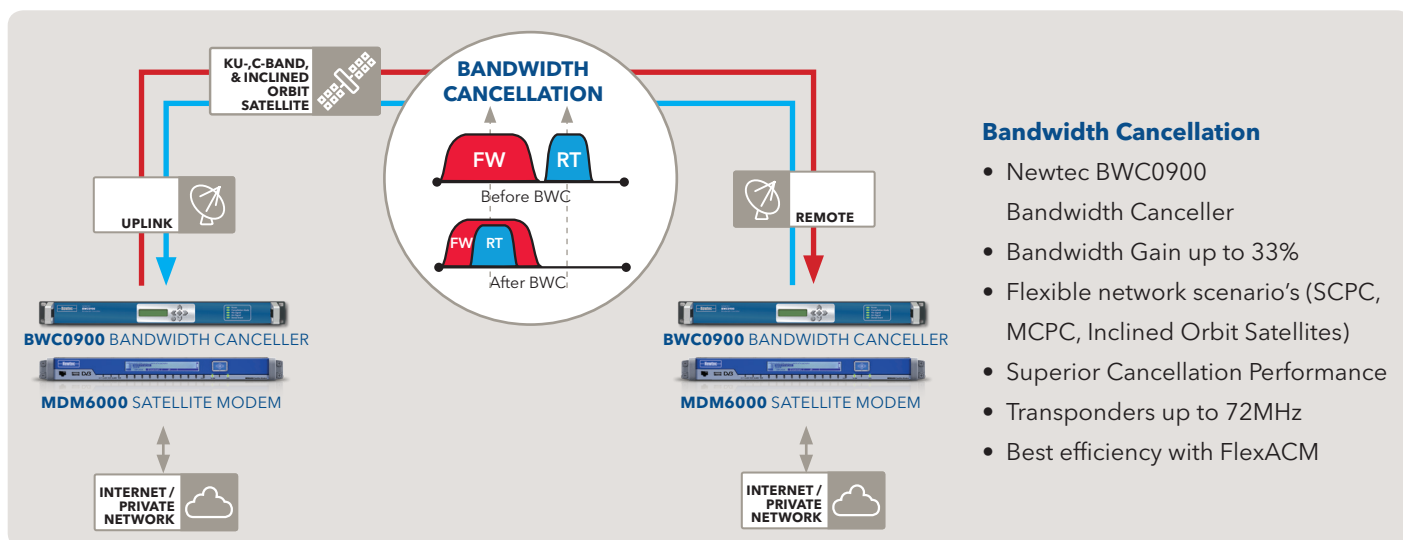 KU-,C-BAND,
& INCLINED
ORBIT
SATELLITE
BANDWIDTH
CANCELLATION
FW
RT
Before BWC
FW
RT
After BWC
UPLINK
REMOTE
BWC0900 BANDWIDTH CANCELLER
MDM6000 SATELLITE MODEM
INTERNET /
PRIVATE
NETWORK
BWC0900 BANDWIDTH CANCELLER
MDM6000 SATELLITE MODEM
INTERNET /
PRIVATE
NETWORK
Bandwidth Cancellation
• Newtec BWC0900
Bandwidth Canceller
• Bandwidth Gain up to 33%
• Flexible network scenario's (SCPC,
MCPC, Inclined Orbit Satellites)
• Superior Cancellation Performance
• Transponders up to 72MHz
• Best efficiency with FlexACM